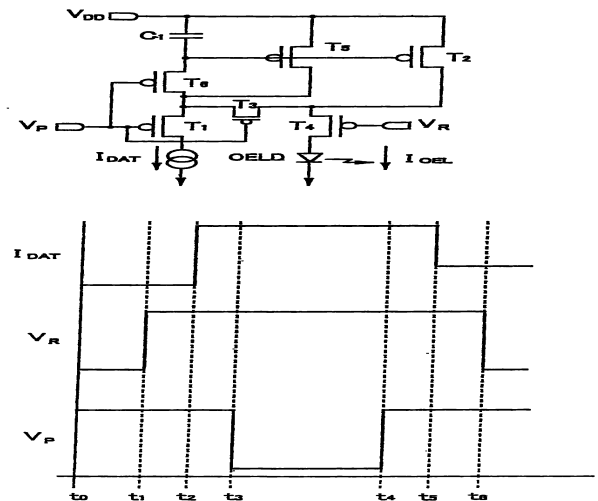 VDD
C1
T5
T2
T6
T3
VP
T1
T4
VR
IDAT
OELD
IOEL
IDAT
VR
VP
t0 t1 t2 t3 t4 t5 t6